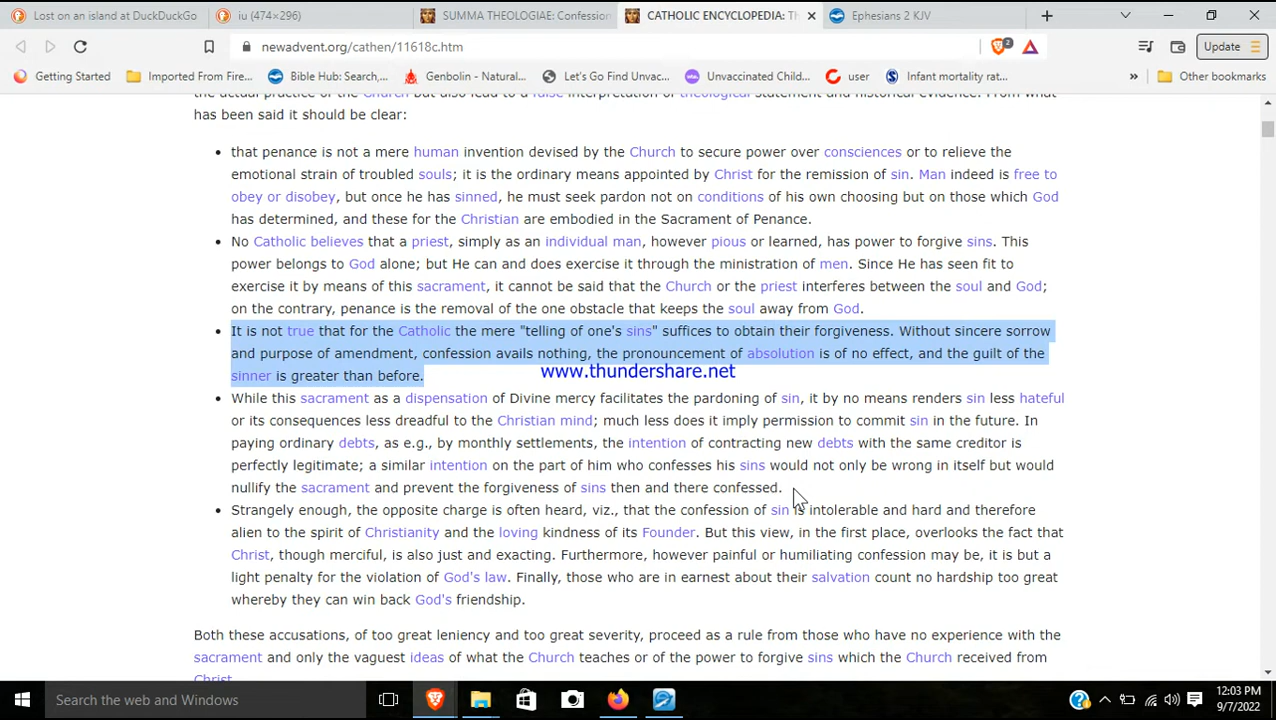 Lost on an island at DuckDuckGo
iu (474×296)
SUMMA THEOLOGIAE: Confession
CATHOLIC ENCYCLOPEDIA: Th
Ephesians 2 KJV
newadvent.org/cathen/11618c.htm
2
Update
Getting Started
Imported From Fire...
Bible Hub: Search,...
Genbolin - Natural...
Let's Go Find Unvac...
Unvaccinated Child...
user
Infant mortality rat...
»
Other bookmarks
the actual practice of the Church but also lead to a false interpretation of theological statement and historical evidence. From what
has been said it should be clear:
• that penance is not a mere human invention devised by the Church to secure power over consciences or to relieve the
emotional strain of troubled souls; it is the ordinary means appointed by Christ for the remission of sin. Man indeed is free to
obey or disobey, but once he has sinned, he must seek pardon not on conditions of his own choosing but on those which God
has determined, and these for the Christian are embodied in the Sacrament of Penance.
• No Catholic believes that a priest, simply as an individual man, however pious or learned, has power to forgive sins. This
power belongs to God alone; but He can and does exercise it through the ministration of men. Since He has seen fit to
exercise it by means of this sacrament, it cannot be said that the Church or the priest interferes between the soul and God;
on the contrary, penance is the removal of the one obstacle that keeps the soul away from God.
• It is not true that for the Catholic the mere "telling of one's sins" suffices to obtain their forgiveness. Without sincere sorrow
and purpose of amendment, confession avails nothing, the pronouncement of absolution is of no effect, and the guilt of the
sinner is greater than before.
www.thundershare.net
• While this sacrament as a dispensation of Divine mercy facilitates the pardoning of sin, it by no means renders sin less hateful
or its consequences less dreadful to the Christian mind; much less does it imply permission to commit sin in the future. In
paying ordinary debts, as e.g., by monthly settlements, the intention of contracting new debts with the same creditor is
perfectly legitimate; a similar intention on the part of him who confesses his sins would not only be wrong in itself but would
nullify the sacrament and prevent the forgiveness of sins then and there confessed.
• Strangely enough, the opposite charge is often heard, viz., that the confession of sin is intolerable and hard and therefore
alien to the spirit of Christianity and the loving kindness of its Founder. But this view, in the first place, overlooks the fact that
Christ, though merciful, is also just and exacting. Furthermore, however painful or humiliating confession may be, it is but a
light penalty for the violation of God's law. Finally, those who are in earnest about their salvation count no hardship too great
whereby they can win back God's friendship.
Both these accusations, of too great leniency and too great severity, proceed as a rule from those who have no experience with the
sacrament and only the vaguest ideas of what the Church teaches or of the power to forgive sins which the Church received from
Christ.
Search the web and Windows
12:03 PM
9/7/2022